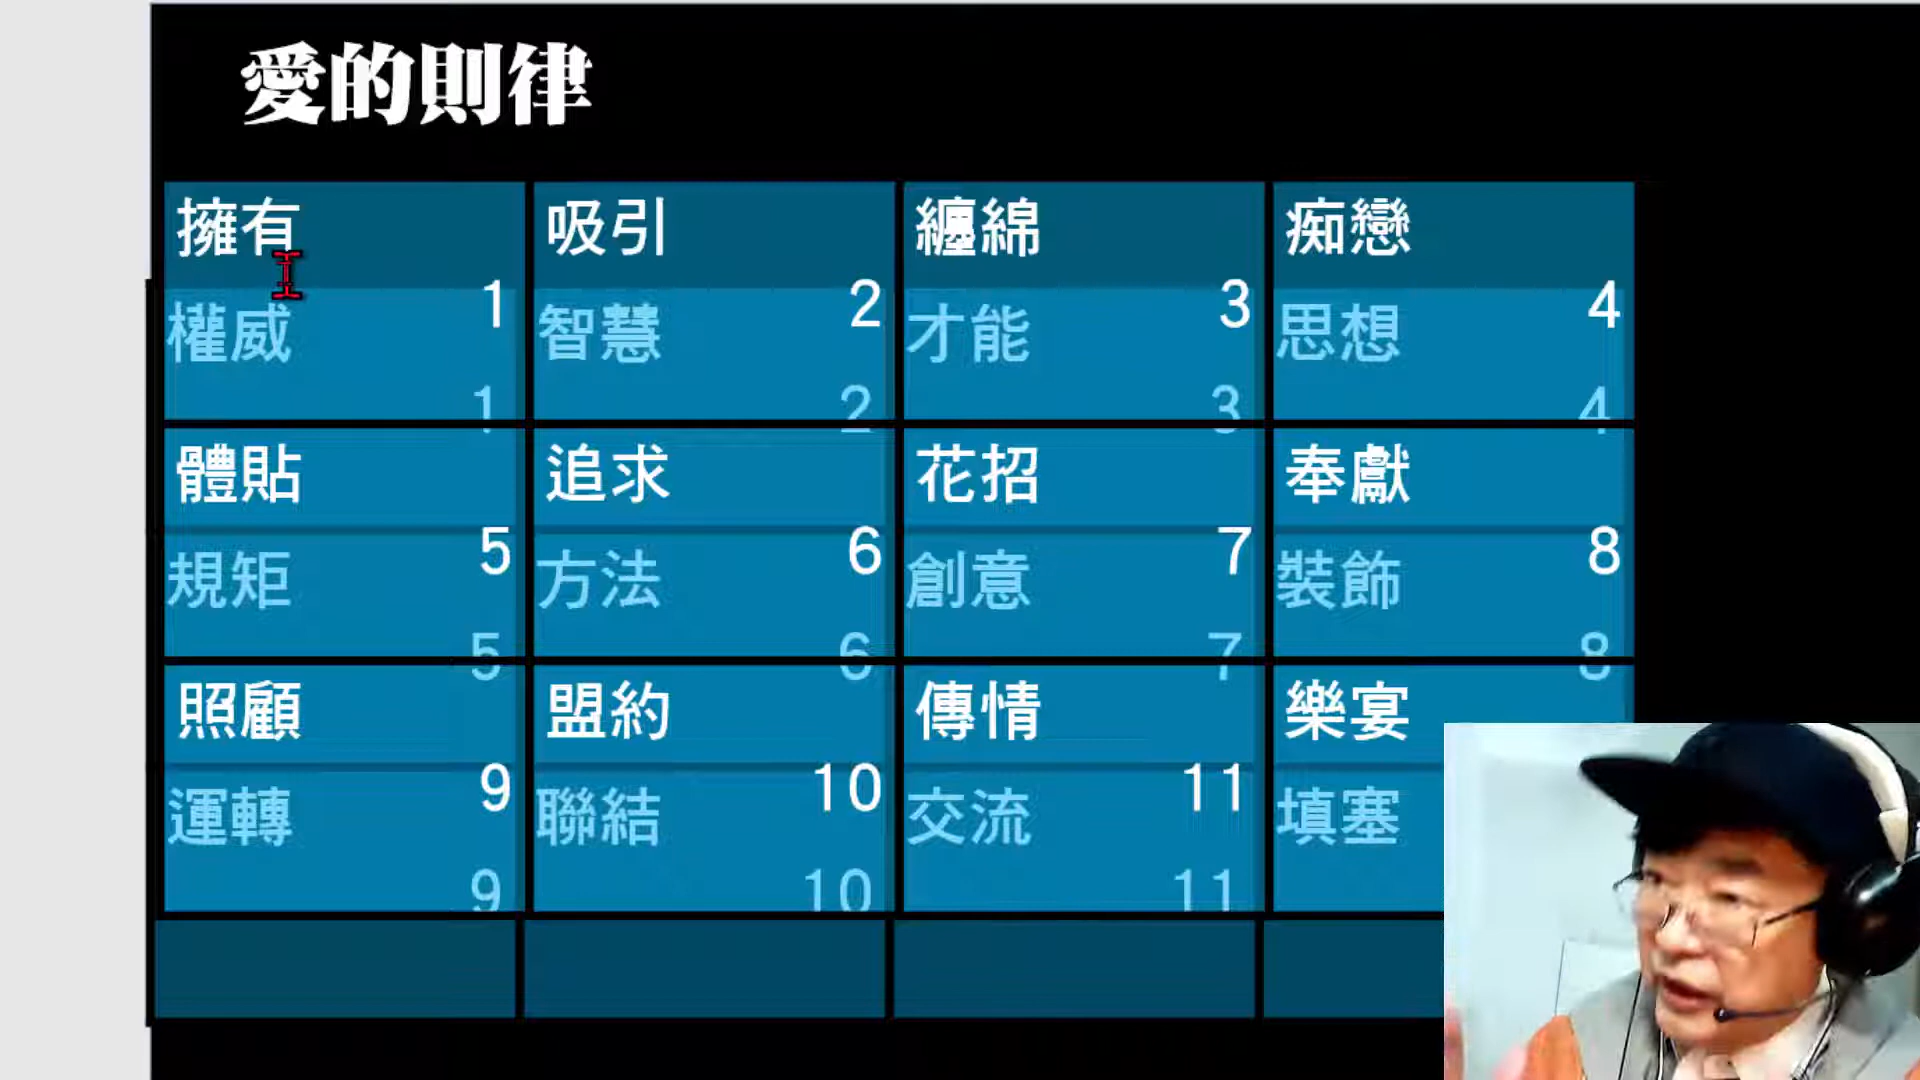 愛的則律
擁有 吸引 纏綿 痴戀
1 2 3 4
權威 智慧 才能 思想
1 2 3 4
體貼 追求 花招 奉獻
5 6 7 8
規矩 方法 創意 裝飾
5 6 7 8
照顧 盟約 傳情 樂宴
9 10 11
運轉 聯結 交流 填塞
9 10 11